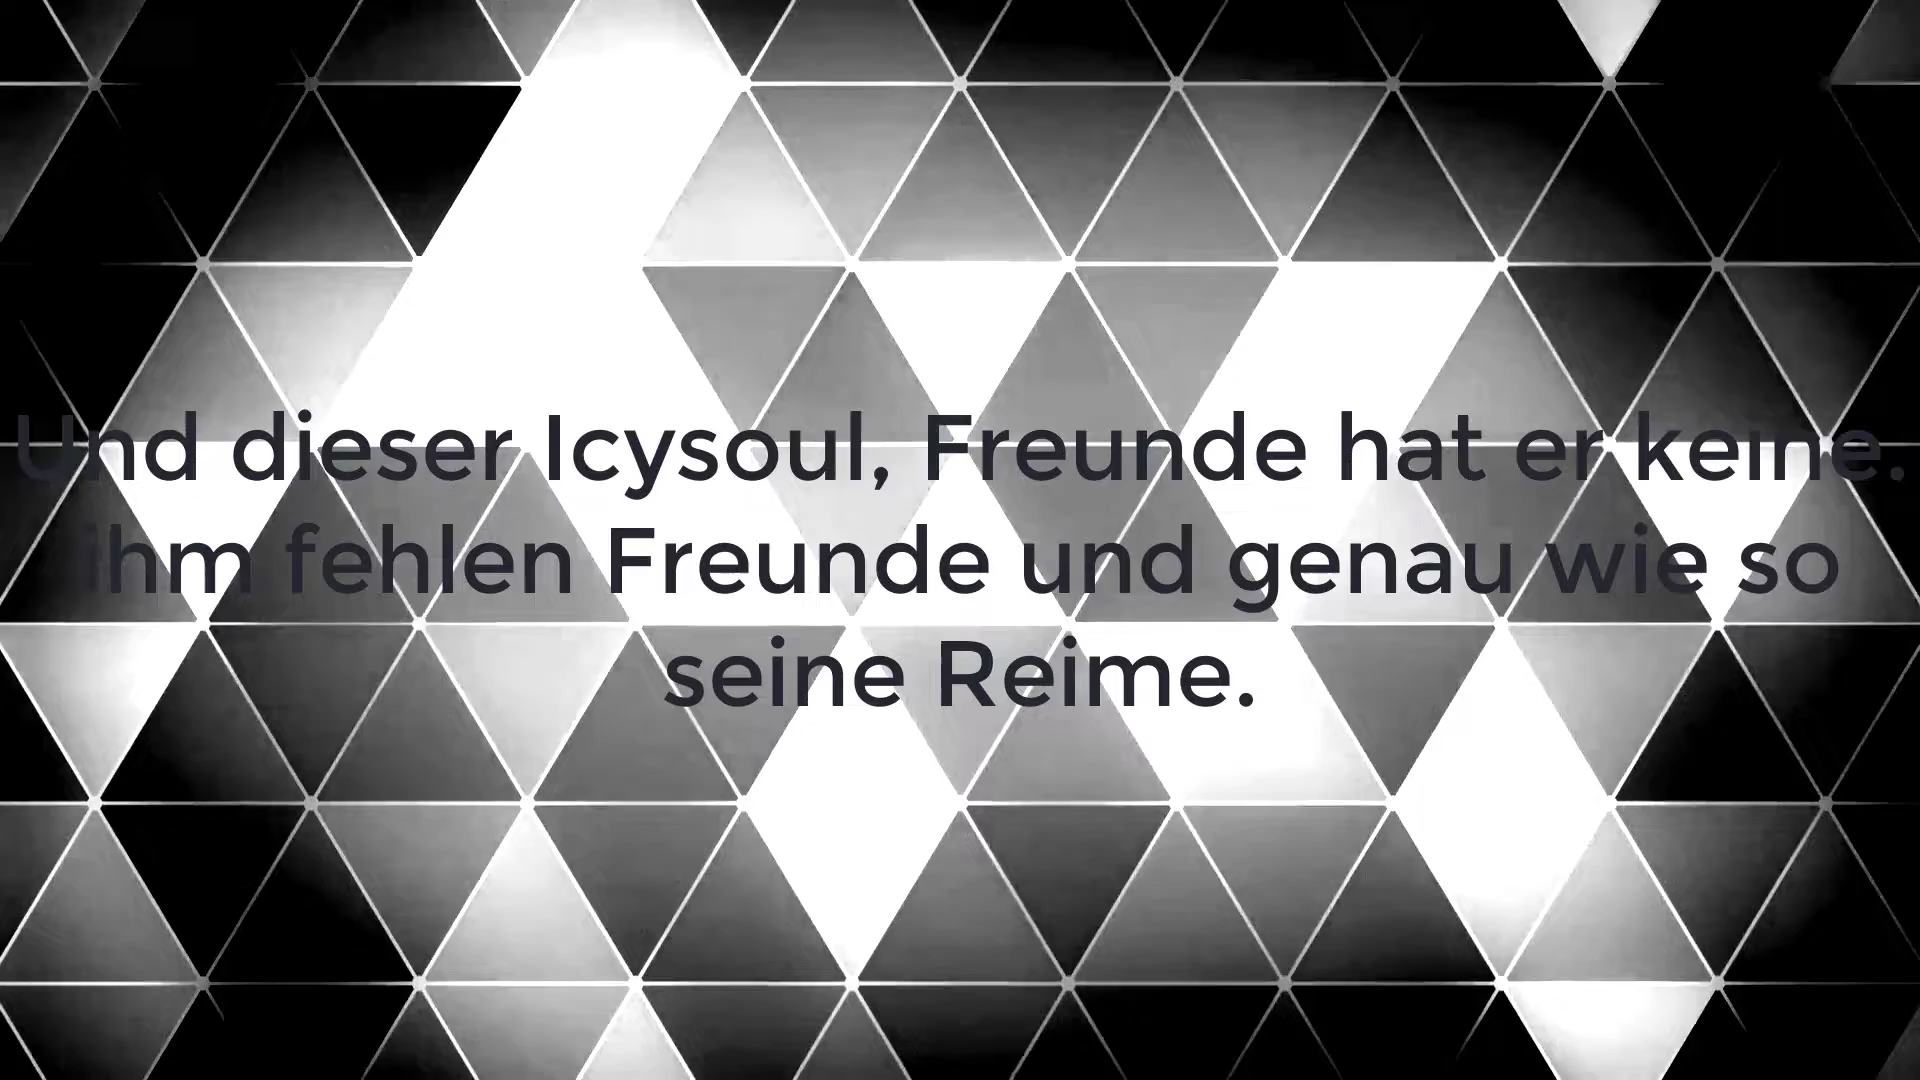 Und dieser Icysoul, Freunde hat er keine.
ihm fehlen Freunde und genau wie so
seine Reime.